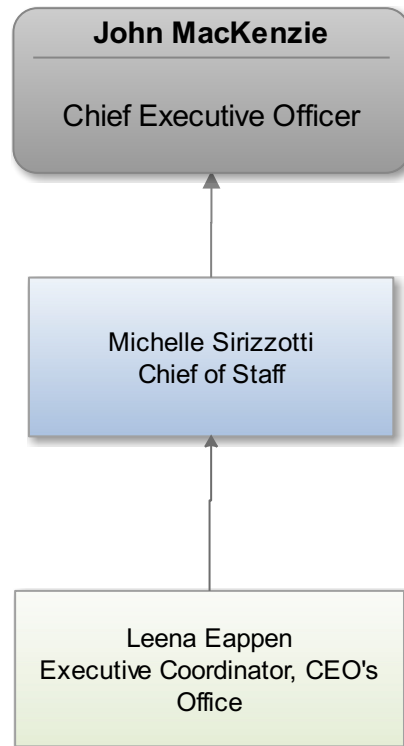 John MacKenzie
Chief Executive Officer
Michelle Sirizzotti
Chief of Staff
Leena Eappen
Executive Coordinator, CEO's
Office